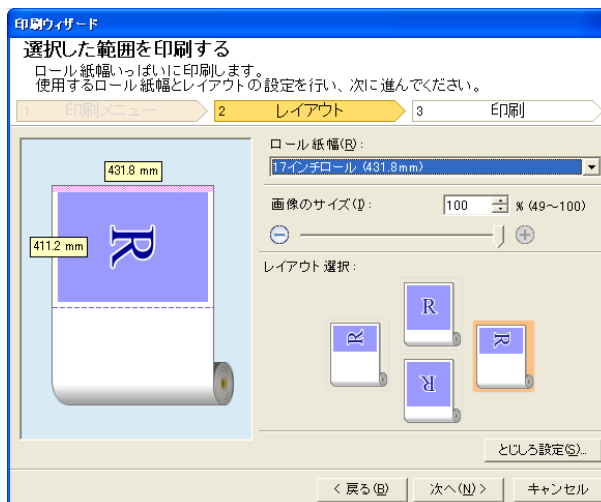 印刷ウィザード
選択した範囲を印刷する
ロール紙幅いっぱいに印刷します。
使用するロール紙幅とレイアウトの設定を行い、次に進んでください。
1 印刷メニュー 2 レイアウト 3 印刷
ロール紙幅(R):
17インチロール (431.8mm)
画像のサイズ(I):
100 % (49～100)
431.8 mm
411.2 mm
R
レイアウト選択:
R
R
R
R
とじしろ設定(S)...
< 戻る(B) 次へ(N) > キャンセル